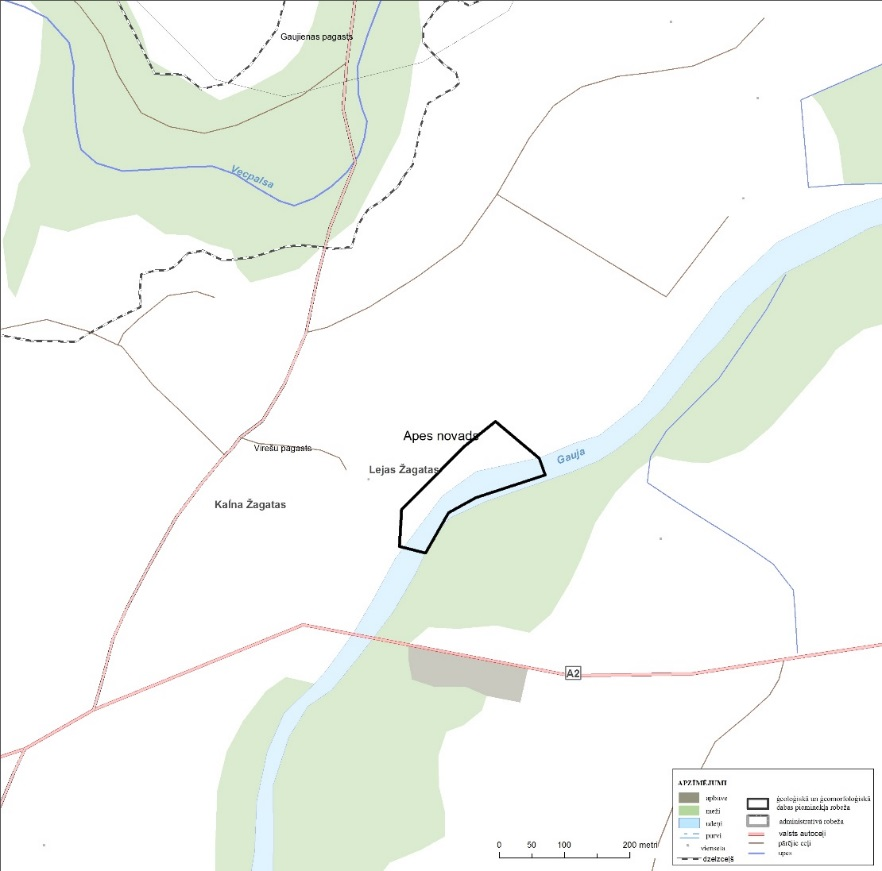 Gaujienas pagasts
Vecpalsa
Apes novads
Virešu pagasts
Lejas Žagatas
Gauja
Kalna Žagatas
A2
APZĪMĒJUMI
apbūve
meži
ūdeņi
purvi
viensēta
dzelzceļš
ģeoloģiskā un ģeomorfoloģiskā
dabas pieminekļa robeža
administratīvā robeža
valsts autoceļi
pārējie ceļi
upes
0 50 100 200 metri